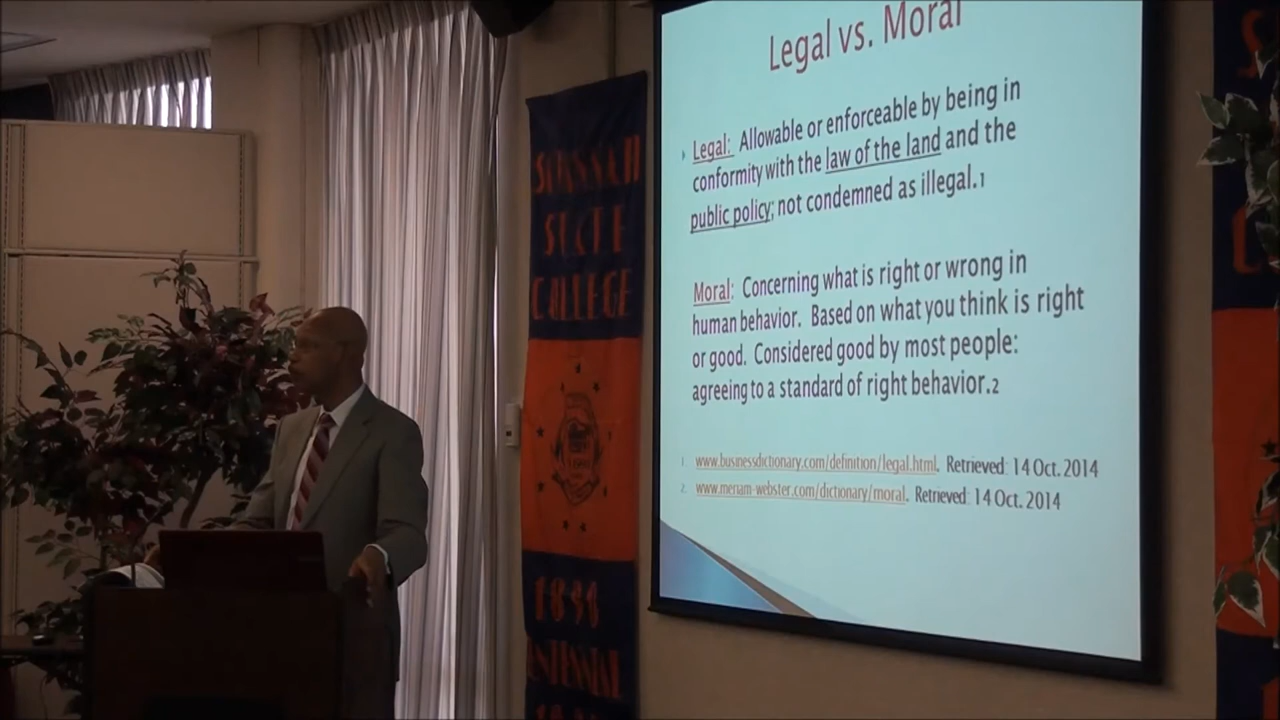 Legal vs. Moral
Legal: Allowable or enforceable by being in
conformity with the law of the land and the
public policy; not condemned as illegal.1
Moral: Concerning what is right or wrong in
human behavior. Based on what you think is right
or good. Considered good by most people:
agreeing to a standard of right behavior.2
1. www.businessdictionary.com/definition/legal.html. Retrieved: 14 Oct. 2014
2. www.meriam-webster.com/dictionary/moral. Retrieved: 14 Oct. 2014
STATE
COLLEGE